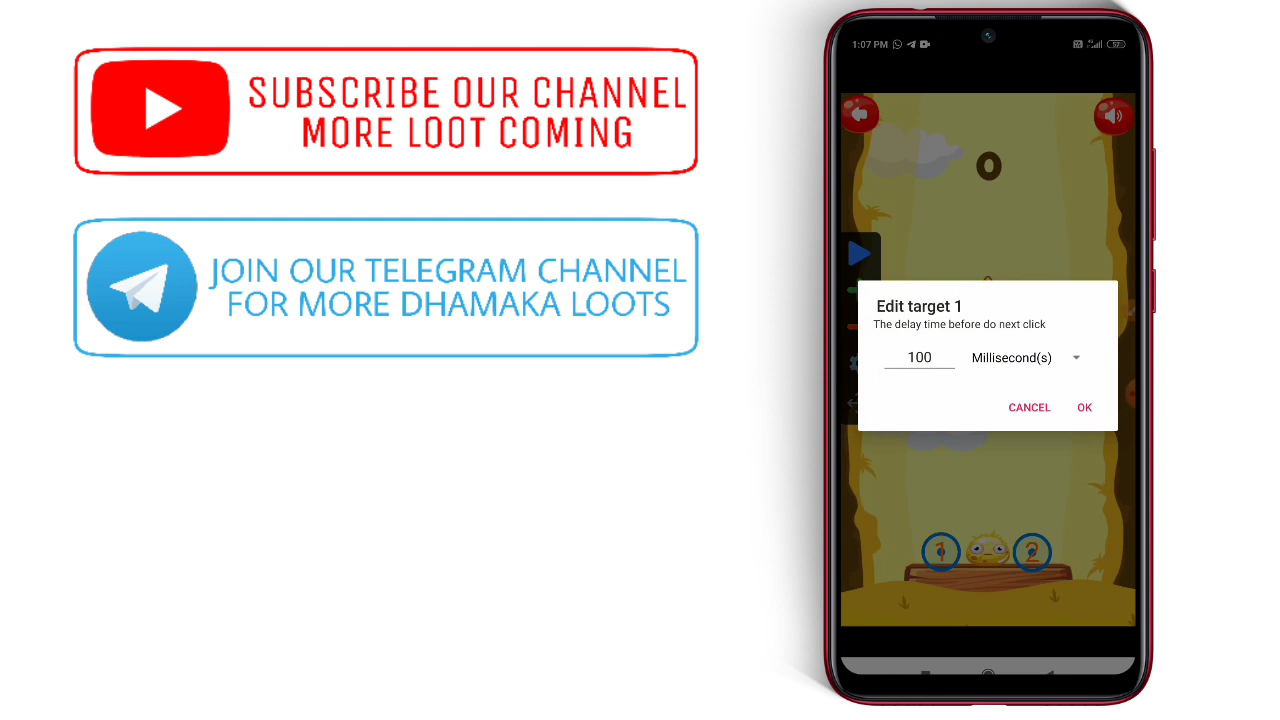 SUBSCRIBE OUR CHANNEL
MORE LOOT COMING
JOIN OUR TELEGRAM CHANNEL
FOR MORE DHAMAKA LOOTS
1:07 PM
0
Edit target 1
The delay time before do next click
100 Millisecond(s)
CANCEL OK
1 2